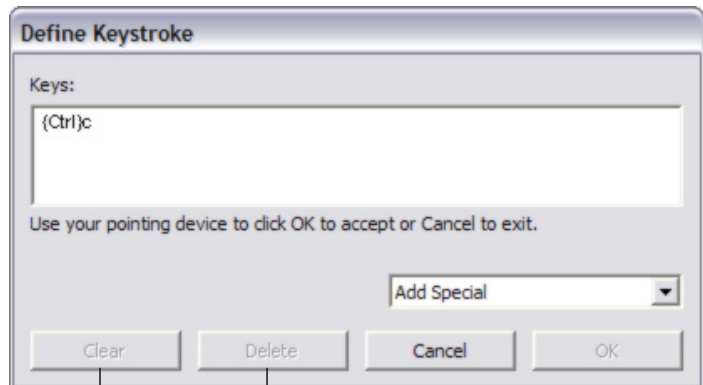 Define Keystroke
Keys:
{Ctrl}c
Use your pointing device to click OK to accept or Cancel to exit.
Add Special
Clear Delete Cancel OK